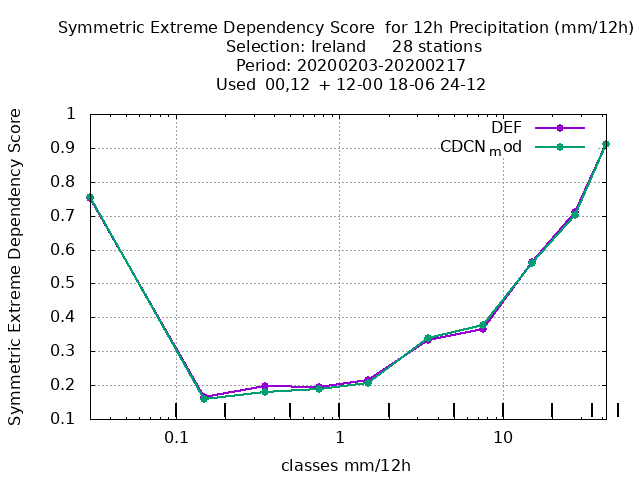 Symmetric Extreme Dependency Score  for 12h Precipitation (mm/12h)
Selection: Ireland     28 stations
Period: 20200203-20200217
Used  00,12  + 12-00 18-06 24-12
Symmetric Extreme Dependency Score
1
0.9
0.8
0.7
0.6
0.5
0.4
0.3
0.2
0.1
DEF
CDCNmod
0.1
1
10
classes mm/12h